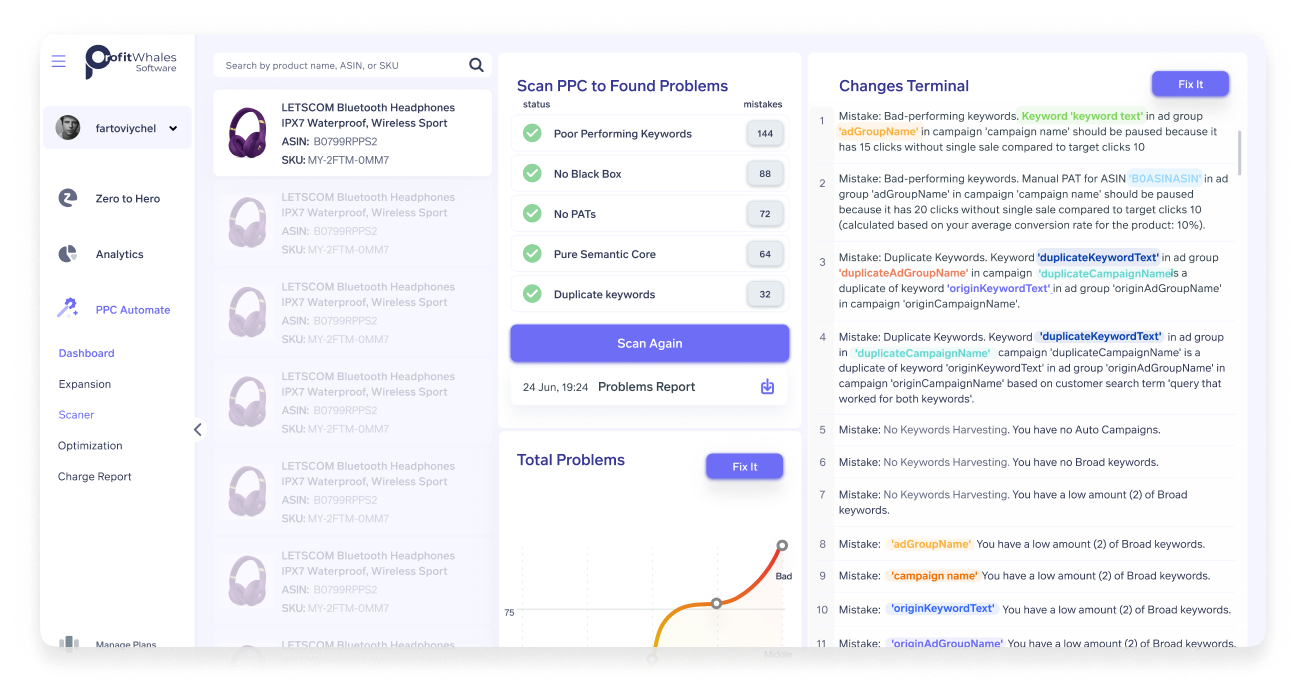 ProfitWhales
Software
fartoviychel
Zero to Hero
Analytics
PPC Automate
Dashboard
Expansion
Scaner
Optimization
Charge Report
Manage Plans
Search by product name, ASIN, or SKU
LETSCOM Bluetooth Headphones
IPX7 Waterproof, Wireless Sport
ASIN: B0799RPPS2
SKU: MY-2FTM-0MM7
LETSCOM Bluetooth Headphones
IPX7 Waterproof, Wireless Sport
ASIN: B0799RPPS2
SKU: MY-2FTM-0MM7
LETSCOM Bluetooth Headphones
IPX7 Waterproof, Wireless Sport
ASIN: B0799RPPS2
SKU: MY-2FTM-0MM7
LETSCOM Bluetooth Headphones
IPX7 Waterproof, Wireless Sport
ASIN: B0799RPPS2
SKU: MY-2FTM-0MM7
LETSCOM Bluetooth Headphones
IPX7 Waterproof, Wireless Sport
ASIN: B0799RPPS2
SKU: MY-2FTM-0MM7
LETSCOM Bluetooth Headphones
IPX7 Waterproof, Wireless Sport
ASIN: B0799RPPS2
SKU: MY-2FTM-0MM7
LETSCOM Bluetooth Headphones
Scan PPC to Found Problems
status mistakes
Poor Performing Keywords 144
No Black Box 88
No PATs 72
Pure Semantic Core 64
Duplicate keywords 32
Scan Again
24 Jun, 19:24 Problems Report
Total Problems
Fix It
Bad
75
Middle
Changes Terminal
Fix It
1 Mistake: Bad-performing keywords. Keyword 'keyword text' in ad group
'adGroupName' in campaign 'campaign name' should be paused because it
has 15 clicks without single sale compared to target clicks 10
2 Mistake: Bad-performing keywords. Manual PAT for ASIN 'B0ASINASIN' in ad
group 'adGroupName' in campaign 'campaign name' should be paused
because it has 20 clicks without single sale compared to target clicks 10
(calculated based on your average conversion rate for the product: 10%).
3 Mistake: Duplicate Keywords. Keyword 'duplicateKeywordText' in ad group
'duplicateAdGroupName' in campaign 'duplicateCampaignName is a
duplicate of keyword 'originKeywordText' in ad group 'originAdGroupName'
in campaign 'originCampaignName'.
4 Mistake: Duplicate Keywords. Keyword 'duplicateKeywordText' in ad group
in 'duplicateCampaignName' campaign 'duplicateCampaignName' is a
duplicate of keyword 'originKeywordText' in ad group 'originAdGroupName' in
campaign 'originCampaignName' based on customer search term 'query that
worked for both keywords'.
5 Mistake: No Keywords Harvesting. You have no Auto Campaigns.
6 Mistake: No Keywords Harvesting. You have no Broad keywords.
7 Mistake: No Keywords Harvesting. You have a low amount (2) of Broad
keywords.
8 Mistake: 'adGroupName' You have a low amount (2) of Broad keywords.
9 Mistake: 'campaign name' You have a low amount (2) of Broad keywords.
10 Mistake: 'originKeywordText' You have a low amount (2) of Broad keywords.
11 Mistake: 'originAdGroupName' You have a low amount (2) of Broad keywords.